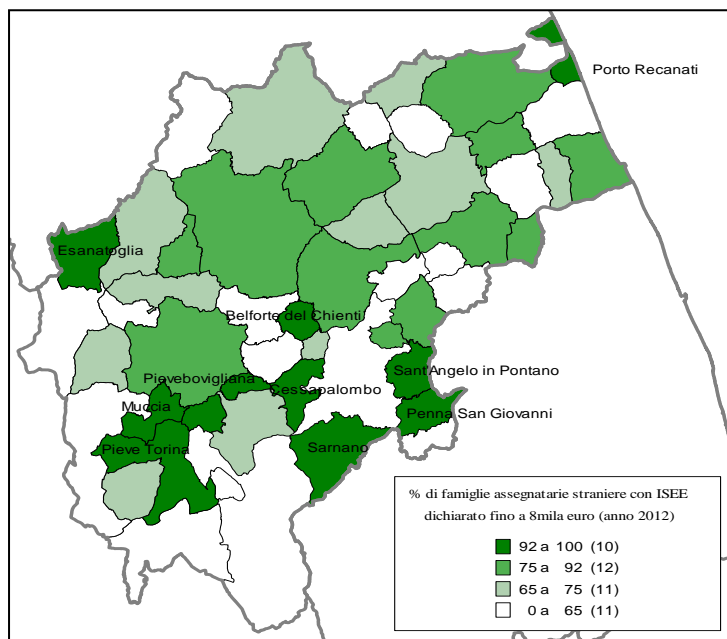 Porto Recanati
Esanatoglia
Belforte del Chienti
Sant'Angelo in Pontano
Pievebovigliana
Cessapalombo
Muccia
Penna San Giovanni
Pieve Torina
Sarnano
% di famiglie assegnatarie straniere con ISEE
dichiarato fino a 8mila euro (anno 2012)
92 a 100 (10)
75 a 92 (12)
65 a 75 (11)
0 a 65 (11)